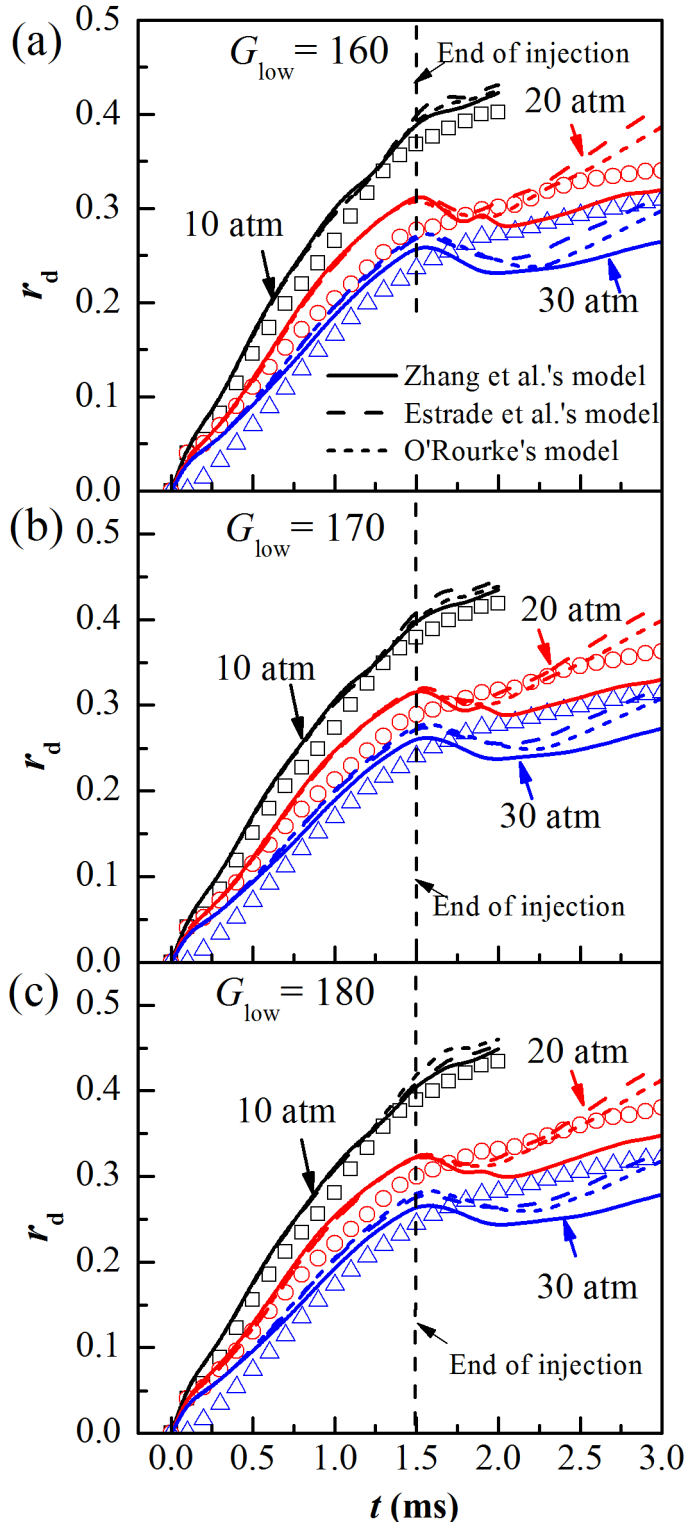 (a)
G_low = 160
End of injection
20 atm
10 atm
30 atm
Zhang et al.'s model
Estrade et al.'s model
O'Rourke's model
r_d
0.5
0.4
0.3
0.2
0.1
0.0
(b)
G_low = 170
20 atm
10 atm
30 atm
End of injection
r_d
0.5
0.4
0.3
0.2
0.1
0.0
(c)
G_low = 180
20 atm
10 atm
30 atm
End of injection
r_d
0.5
0.4
0.3
0.2
0.1
0.0
0.0 0.5 1.0 1.5 2.0 2.5 3.0
t (ms)